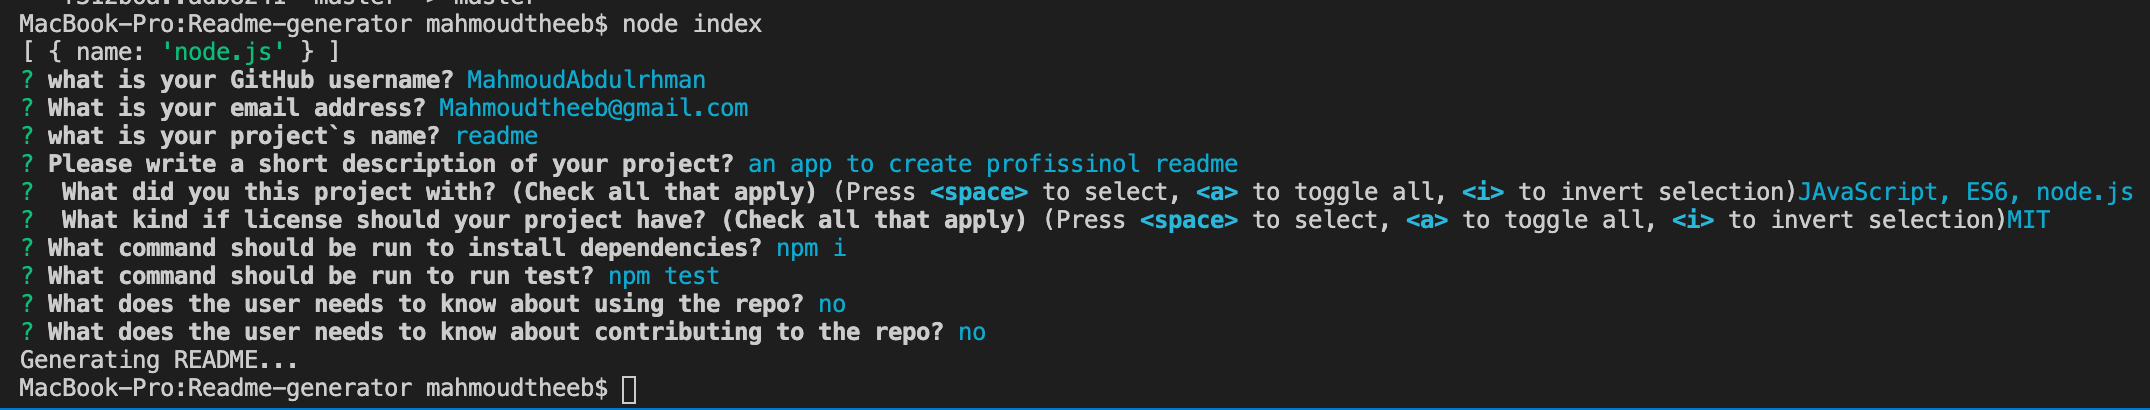 MacBook-Pro:Readme-generator mahmoudtheeb$ node index
[ { name: 'node.js' } ]
? what is your GitHub username? MahmoudAbdulrhman
? What is your email address? Mahmoudtheeb@gmail.com
? what is your project`s name? readme
? Please write a short description of your project? an app to create profissinol readme
?  What did you this project with? (Check all that apply) (Press <space> to select, <a> to toggle all, <i> to invert selection)JAvaScript, ES6, node.js
?  What kind if license should your project have? (Check all that apply) (Press <space> to select, <a> to toggle all, <i> to invert selection)MIT
? What command should be run to install dependencies? npm i
? What command should be run to run test? npm test
? What does the user needs to know about using the repo? no
? What does the user needs to know about contributing to the repo? no
Generating README...
MacBook-Pro:Readme-generator mahmoudtheeb$